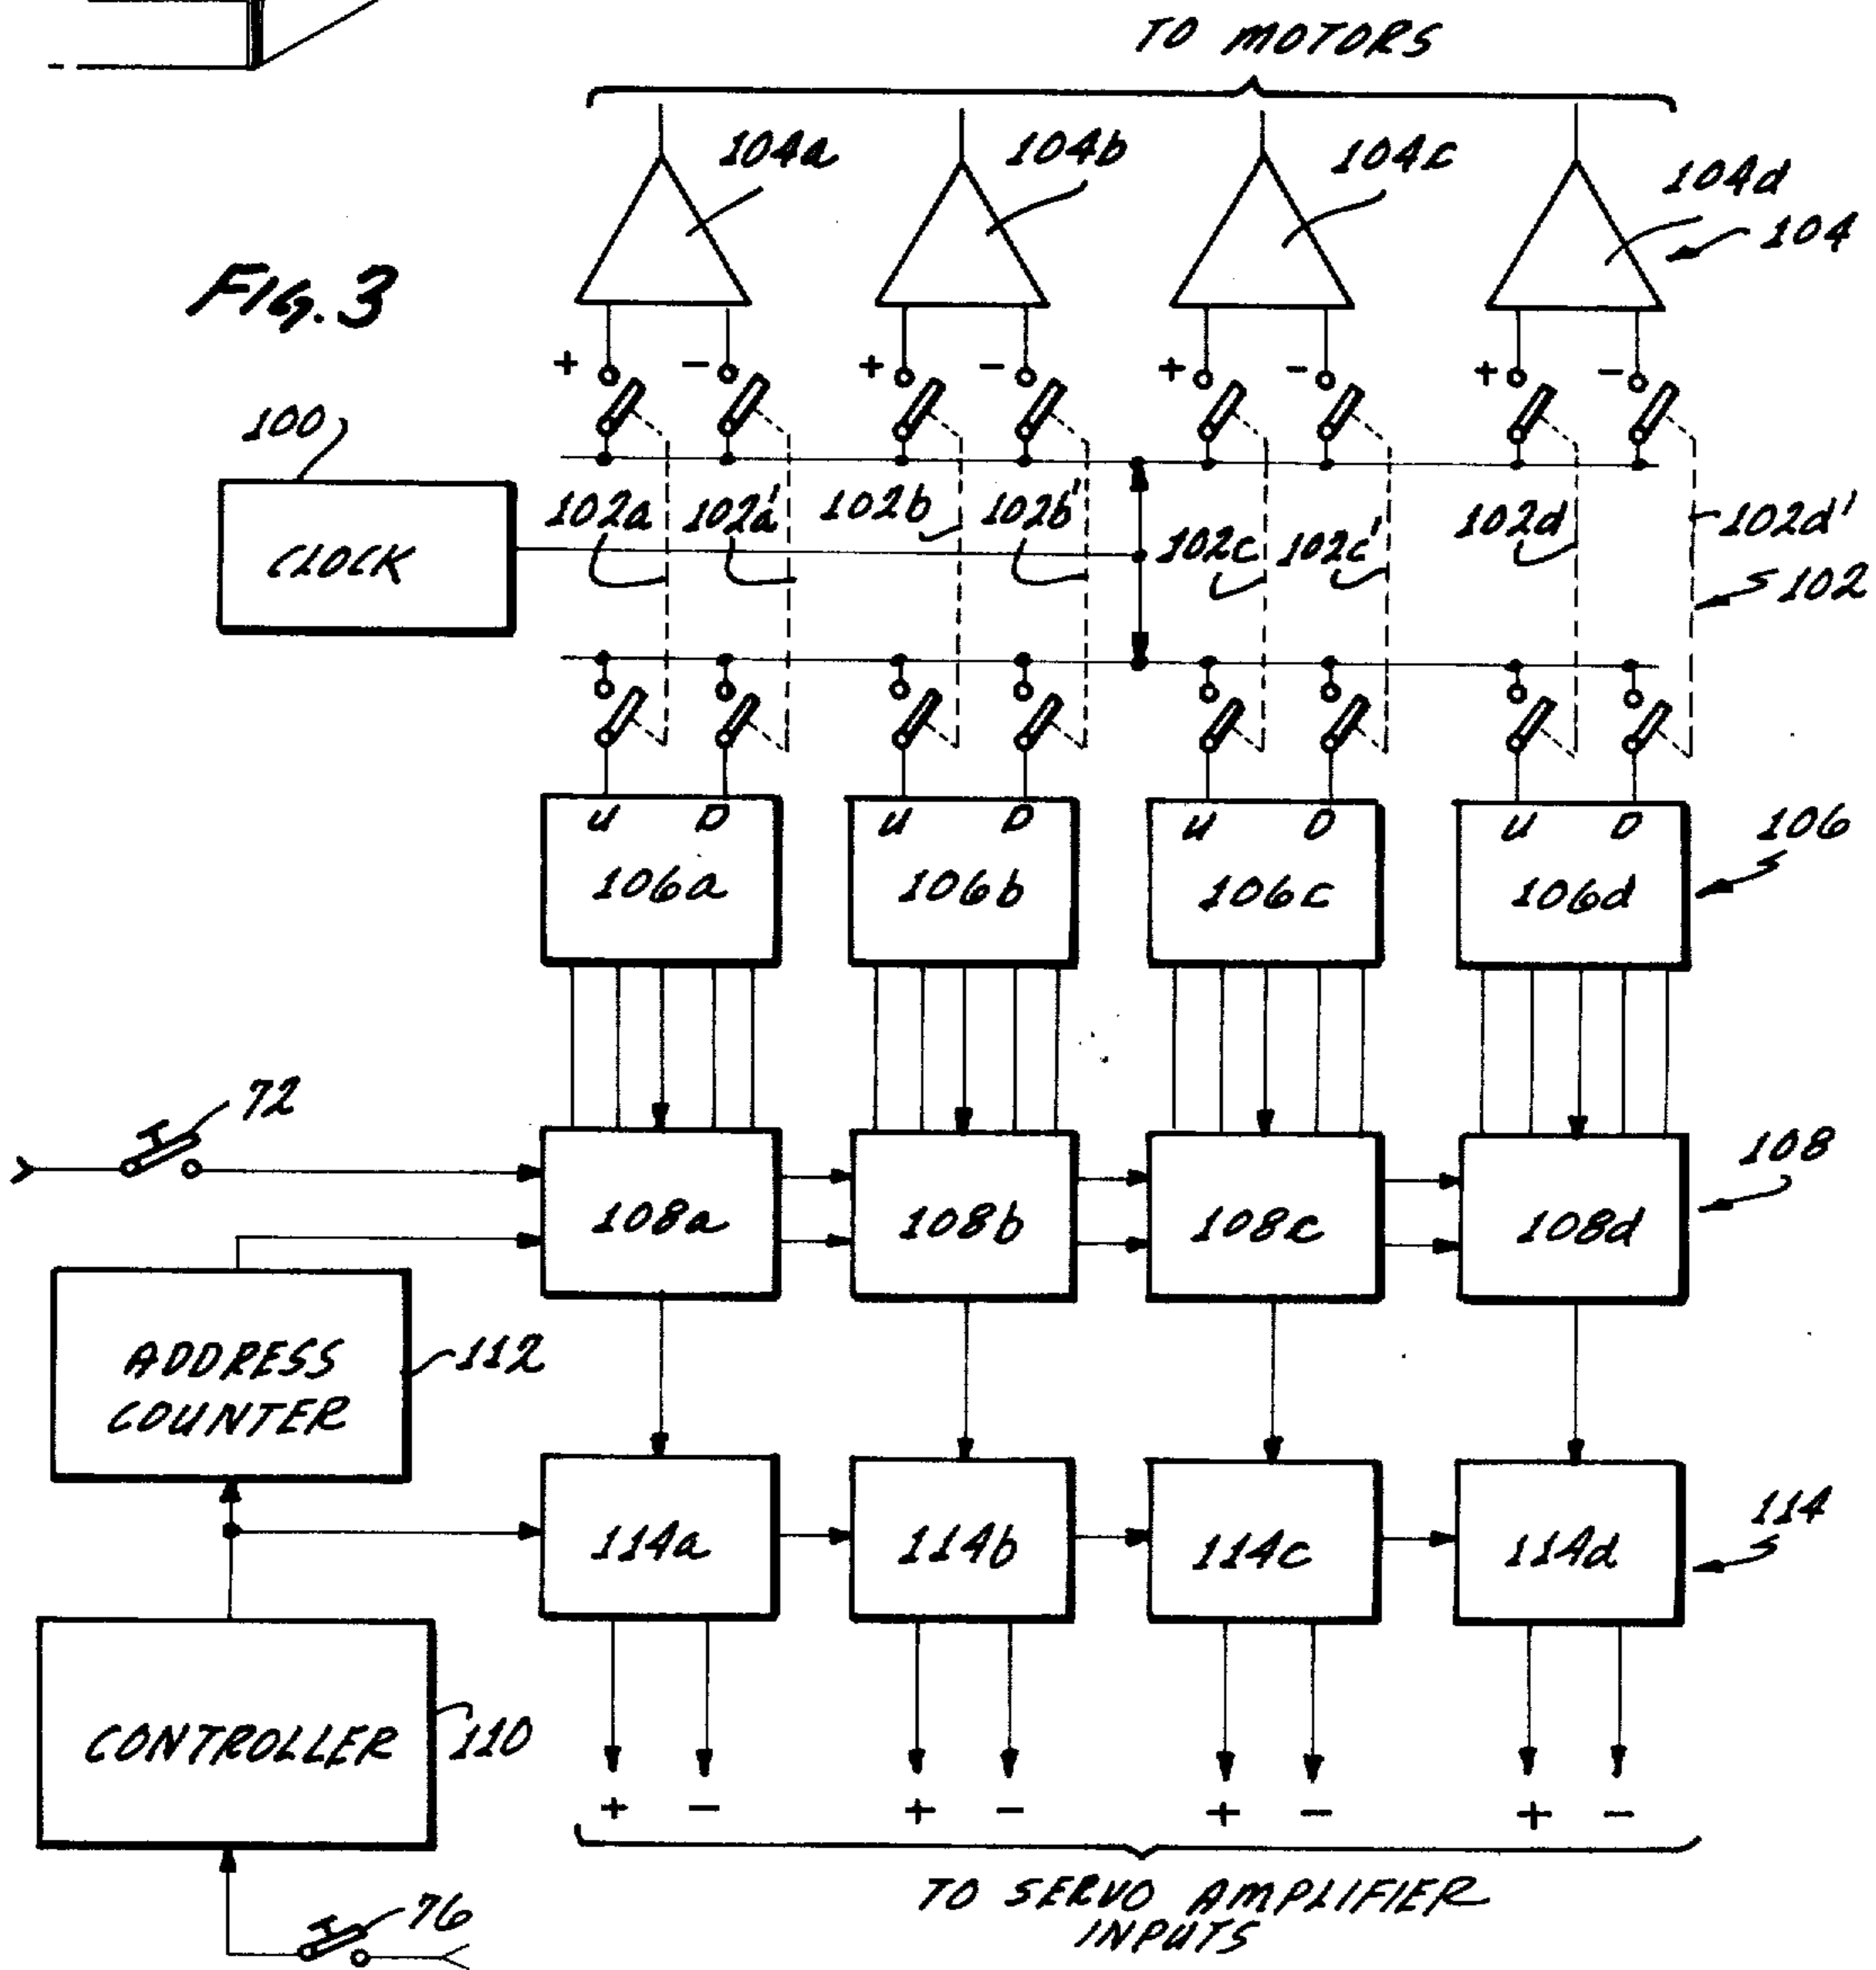 TO MOTORS
104a
104b
104c
104d
104
FIG. 3
+ - + - + - + -
100
CLOCK
102a 102a' 102b 102b' 102c 102c' 102d 102d'
102
U D U D U D U D
106a 106b 106c 106d
106
72
108a 108b 108c 108d
108
ADDRESS
COUNTER
112
114a 114b 114c 114d
114
CONTROLLER
110
+ - + - + - + -
TO SERVO AMPLIFIER
INPUTS
76